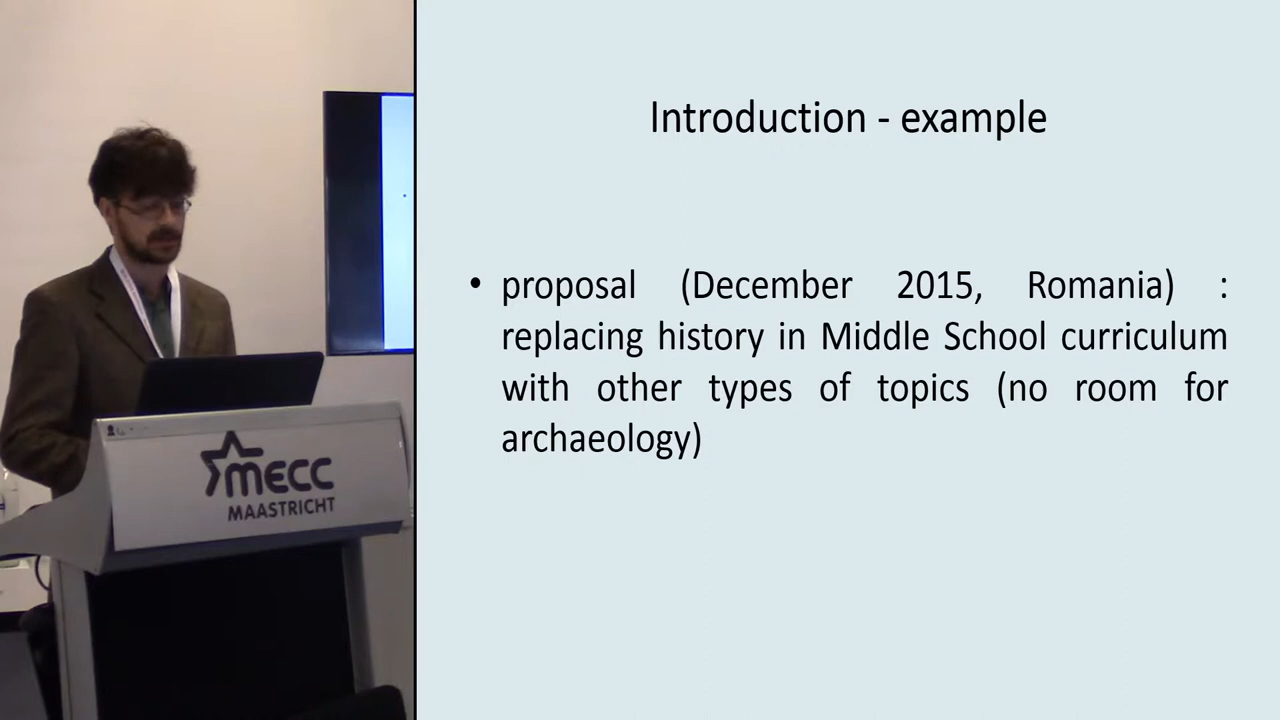 Introduction - example
• proposal (December 2015, Romania) :
replacing history in Middle School curriculum
with other types of topics (no room for
archaeology)
mecc
MAASTRICHT